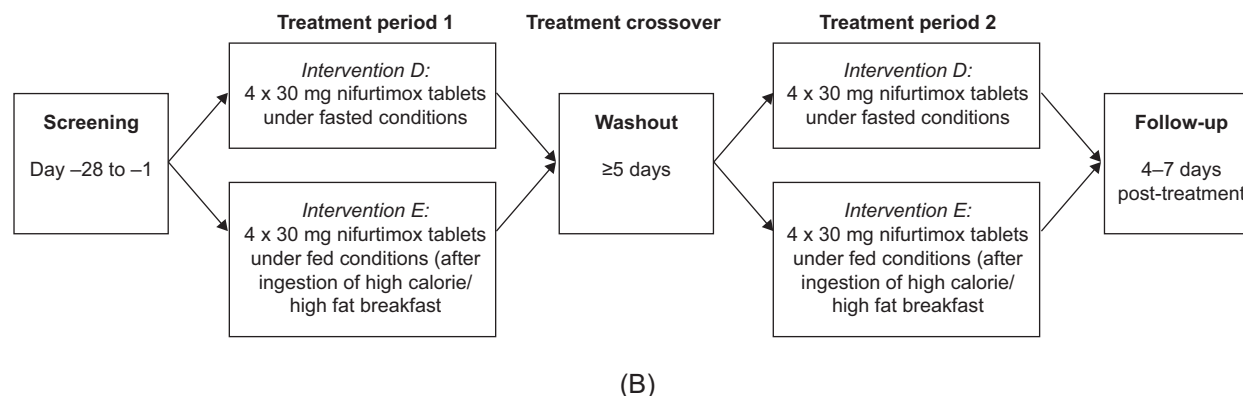 Treatment period 1
Treatment crossover
Treatment period 2
Screening
Day –28 to –1
Intervention D:
4 x 30 mg nifurtimox tablets
under fasted conditions
Intervention E:
4 x 30 mg nifurtimox tablets
under fed conditions (after
ingestion of high calorie/
high fat breakfast
Washout
≥5 days
Intervention D:
4 x 30 mg nifurtimox tablets
under fasted conditions
Intervention E:
4 x 30 mg nifurtimox tablets
under fed conditions (after
ingestion of high calorie/
high fat breakfast
Follow-up
4–7 days
post-treatment
(B)